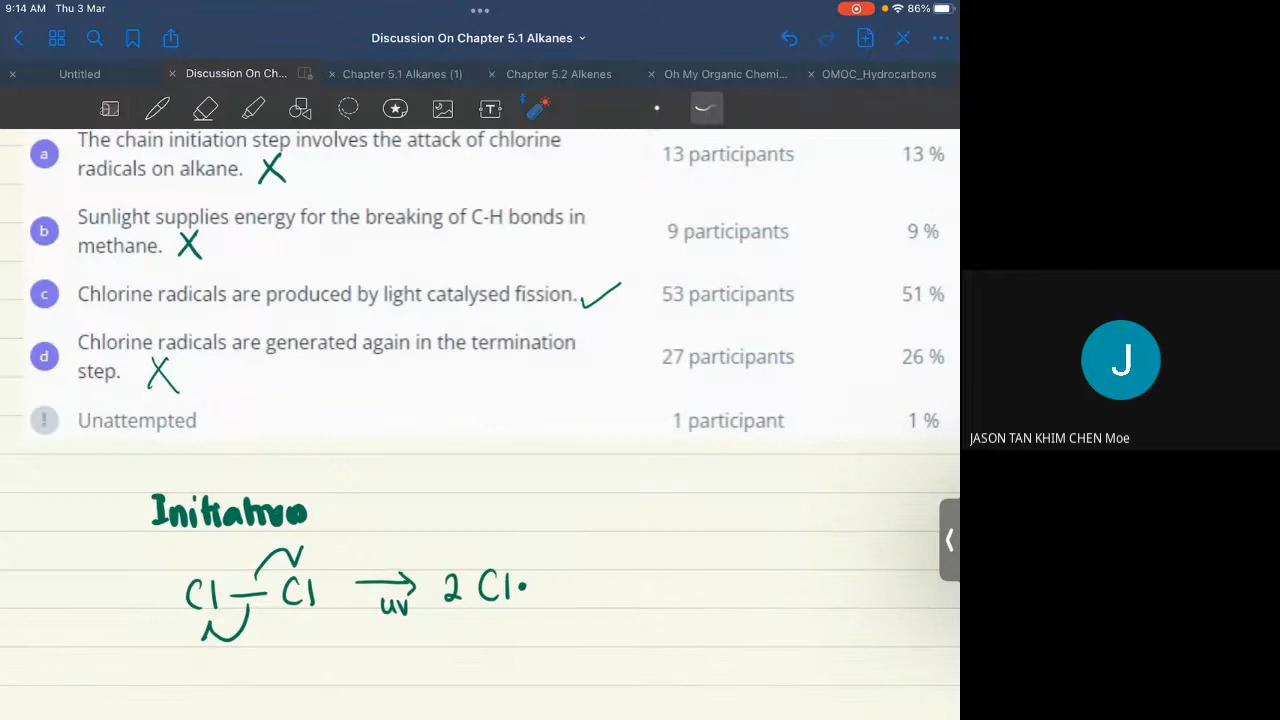 9:14 AM Thu 3 Mar
86%
Discussion On Chapter 5.1 Alkanes
Untitled
Discussion On Ch...
Chapter 5.1 Alkanes (1)
Chapter 5.2 Alkenes
Oh My Organic Chemi...
OMOC_Hydrocarbons
The chain initiation step involves the attack of chlorine
a radicals on alkane. X 13 participants 13 %
Sunlight supplies energy for the breaking of C-H bonds in
b methane. X 9 participants 9 %
c Chlorine radicals are produced by light catalysed fission. ✓ 53 participants 51 %
Chlorine radicals are generated again in the termination
d step. X 27 participants 26 %
! Unattempted 1 participant 1 %
Initiation
Cl — Cl → 2 Cl•
uv
J
JASON TAN KHIM CHEN Moe